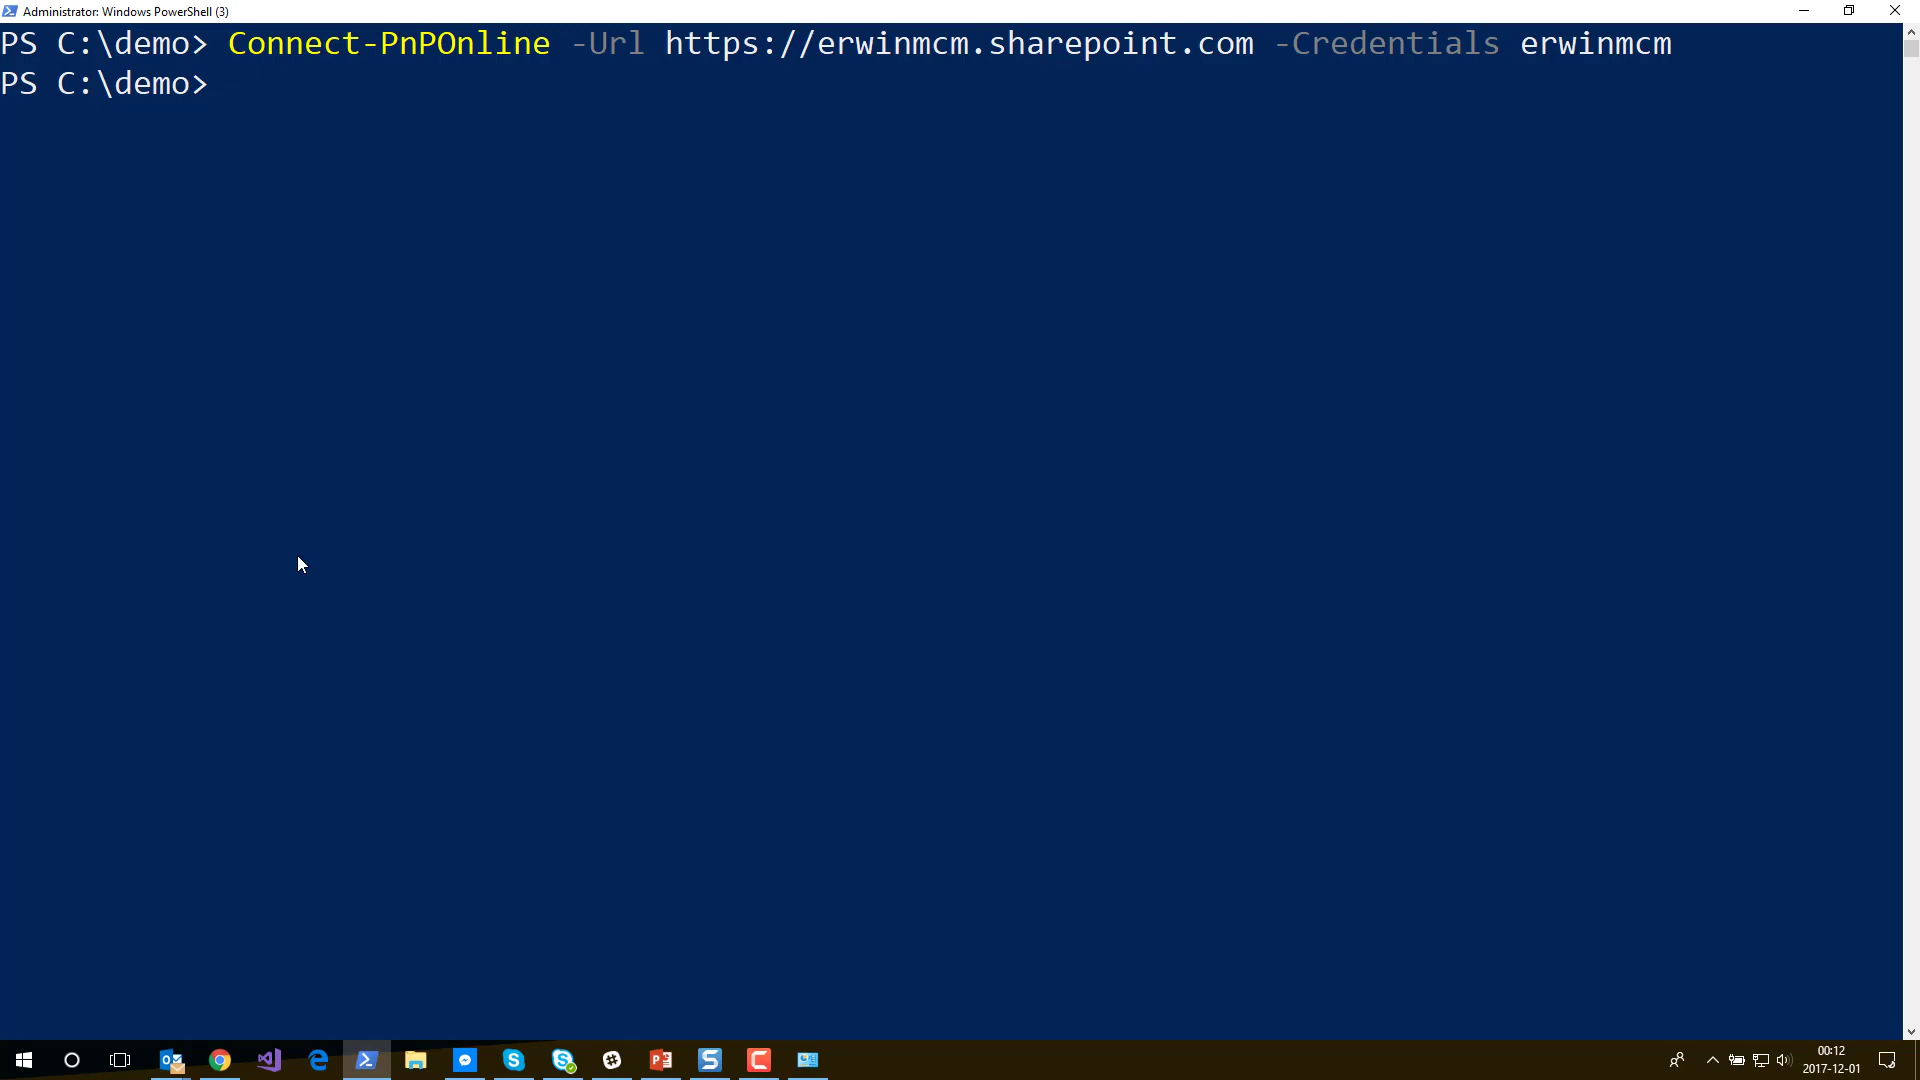 Administrator: Windows PowerShell (3)
PS C:\demo> Connect-PnPOnline -Url https://erwinmcm.sharepoint.com -Credentials erwinmcm
PS C:\demo>
00:12
2017-12-01